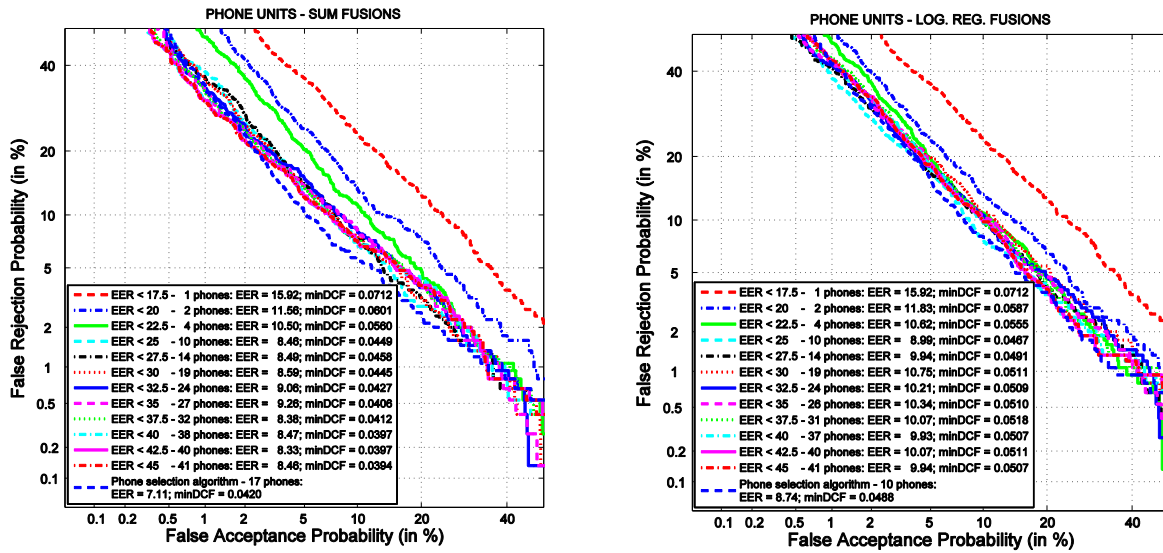 PHONE UNITS - SUM FUSIONS
False Rejection Probability (in %)
40
20
10
5
2
1
0.5
0.2
0.1
EER < 17.5 - 1 phones: EER = 15.92; minDCF = 0.0712
EER < 20 - 2 phones: EER = 11.56; minDCF = 0.0601
EER < 22.5 - 4 phones: EER = 10.50; minDCF = 0.0560
EER < 25 - 10 phones: EER = 8.46; minDCF = 0.0449
EER < 27.5 - 14 phones: EER = 8.49; minDCF = 0.0458
EER < 30 - 19 phones: EER = 8.59; minDCF = 0.0445
EER < 32.5 - 24 phones: EER = 9.06; minDCF = 0.0427
EER < 35 - 27 phones: EER = 9.26; minDCF = 0.0406
EER < 37.5 - 32 phones: EER = 8.38; minDCF = 0.0412
EER < 40 - 38 phones: EER = 8.47; minDCF = 0.0397
EER < 42.5 - 40 phones: EER = 8.33; minDCF = 0.0397
EER < 45 - 41 phones: EER = 8.46; minDCF = 0.0394
Phone selection algorithm - 17 phones:
EER = 7.11; minDCF = 0.0420
0.1 0.2 0.5 1 2 5 10 20 40
False Acceptance Probability (in %)
PHONE UNITS - LOG. REG. FUSIONS
False Rejection Probability (in %)
40
20
10
5
2
1
0.5
0.2
0.1
EER < 17.5 - 1 phones: EER = 15.92; minDCF = 0.0712
EER < 20 - 2 phones: EER = 11.83; minDCF = 0.0587
EER < 22.5 - 4 phones: EER = 10.62; minDCF = 0.0555
EER < 25 - 10 phones: EER = 8.99; minDCF = 0.0467
EER < 27.5 - 14 phones: EER = 9.94; minDCF = 0.0491
EER < 30 - 19 phones: EER = 10.75; minDCF = 0.0511
EER < 32.5 - 24 phones: EER = 10.21; minDCF = 0.0509
EER < 35 - 26 phones: EER = 10.34; minDCF = 0.0510
EER < 37.5 - 31 phones: EER = 10.07; minDCF = 0.0518
EER < 40 - 37 phones: EER = 9.93; minDCF = 0.0507
EER < 42.5 - 40 phones: EER = 10.07; minDCF = 0.0511
EER < 45 - 41 phones: EER = 9.94; minDCF = 0.0507
Phone selection algorithm - 10 phones:
EER = 8.74; minDCF = 0.0488
0.1 0.2 0.5 1 2 5 10 20 40
False Acceptance Probability (in %)